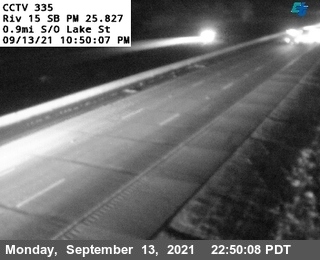 CCTV 335
Riv 15 SB PM 25.827
0.9mi S/O Lake St
09/13/21 10:50:07 PM
Monday, September 13, 2021 22:50:08 PDT